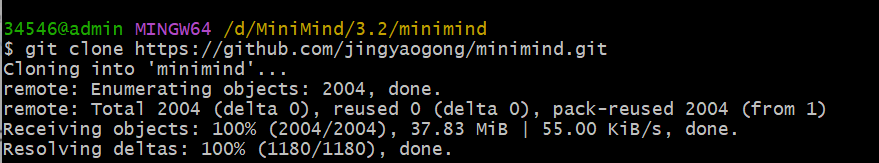 34546@admin MINGW64 /d/MiniMind/3.2/minimind
$ git clone https://github.com/jingyaogong/minimind.git
Cloning into 'minimind'...
remote: Enumerating objects: 2004, done.
remote: Total 2004 (delta 0), reused 0 (delta 0), pack-reused 2004 (from 1)
Receiving objects: 100% (2004/2004), 37.83 MiB | 55.00 KiB/s, done.
Resolving deltas: 100% (1180/1180), done.